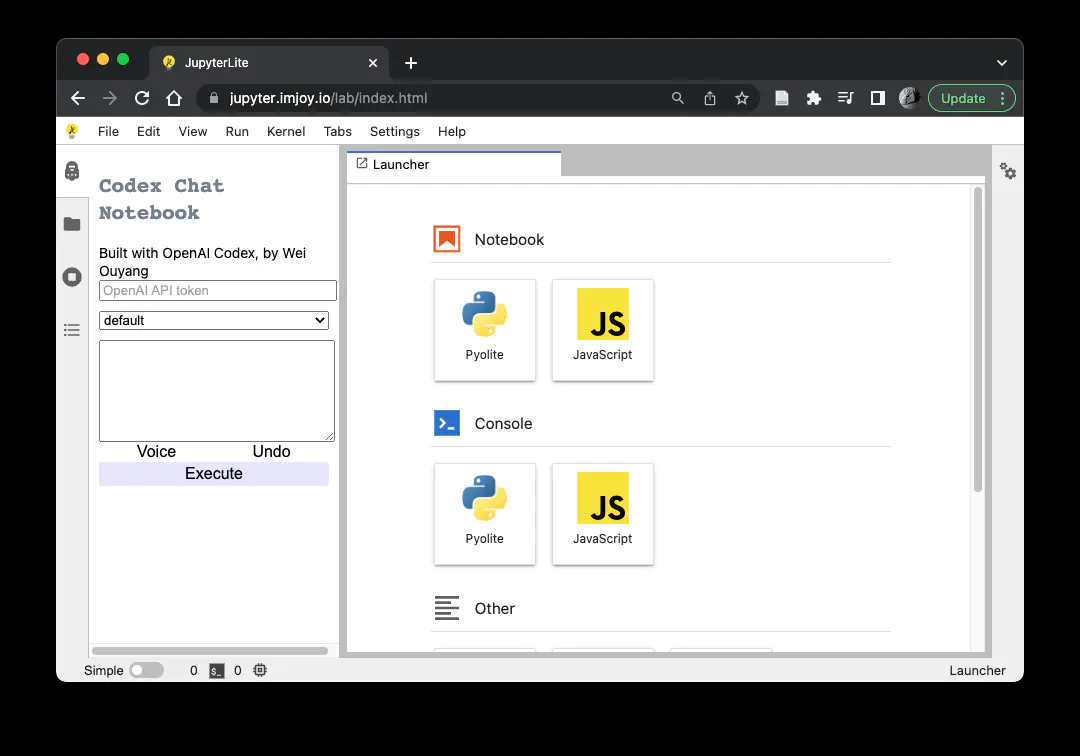 JupyterLite
jupyter.imjoy.io/lab/index.html
Update
File Edit View Run Kernel Tabs Settings Help
Codex Chat
Notebook
Built with OpenAI Codex, by Wei
Ouyang
OpenAI API token
default
Voice Undo
Execute
Launcher
Notebook
Pyolite
JS
JavaScript
Console
Pyolite
JS
JavaScript
Other
Simple 0 $_ 0 Launcher